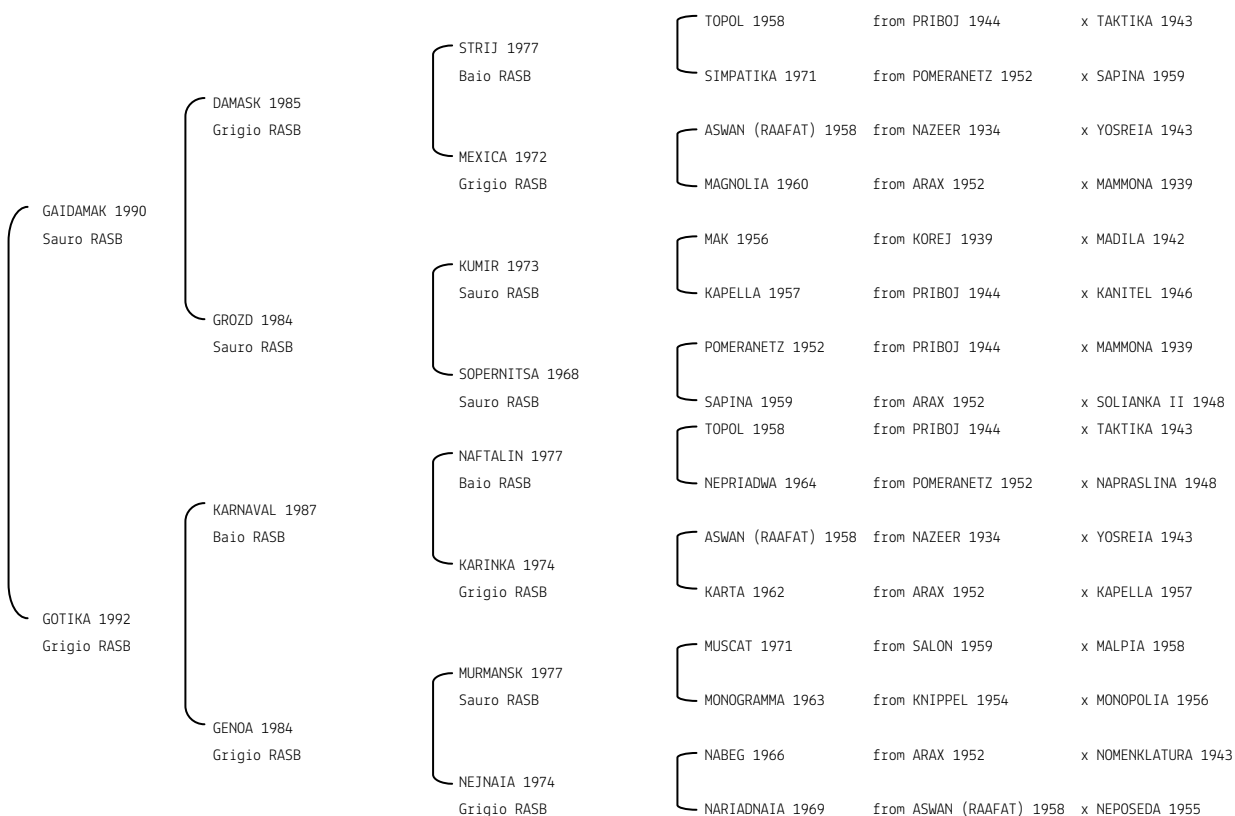 TOPOL 1958 from PRIBOJ 1944 x TAKTIKA 1943
STRIJ 1977
Baio RASB SIMPATIKA 1971 from POMERANETZ 1952 x SAPINA 1959
DAMASK 1985
Grigio RASB ASWAN (RAAFAT) 1958 from NAZEER 1934 x YOSREIA 1943
MEXICA 1972
Grigio RASB MAGNOLIA 1960 from ARAX 1952 x MAMMONA 1939
GAIDAMAK 1990
Sauro RASB MAK 1956 from KOREJ 1939 x MADILA 1942
KUMIR 1973
Sauro RASB KAPELLA 1957 from PRIBOJ 1944 x KANITEL 1946
GROZD 1984
Sauro RASB POMERANETZ 1952 from PRIBOJ 1944 x MAMMONA 1939
SOPERNITSA 1968
Sauro RASB SAPINA 1959 from ARAX 1952 x SOLIANKA II 1948
TOPOL 1958 from PRIBOJ 1944 x TAKTIKA 1943
NAFTALIN 1977
Baio RASB NEPRIADWA 1964 from POMERANETZ 1952 x NAPRASLINA 1948
KARNAVAL 1987
Baio RASB ASWAN (RAAFAT) 1958 from NAZEER 1934 x YOSREIA 1943
KARINKA 1974
Grigio RASB KARTA 1962 from ARAX 1952 x KAPELLA 1957
GOTIKA 1992
Grigio RASB MUSCAT 1971 from SALON 1959 x MALPIA 1958
MURMANSK 1977
Sauro RASB MONOGRAMMA 1963 from KNIPPEL 1954 x MONOPOLIA 1956
GENOA 1984
Grigio RASB NABEG 1966 from ARAX 1952 x NOMENKLATURA 1943
NEJNAIA 1974
Grigio RASB NARIADNAIA 1969 from ASWAN (RAAFAT) 1958 x NEPOSEDA 1955